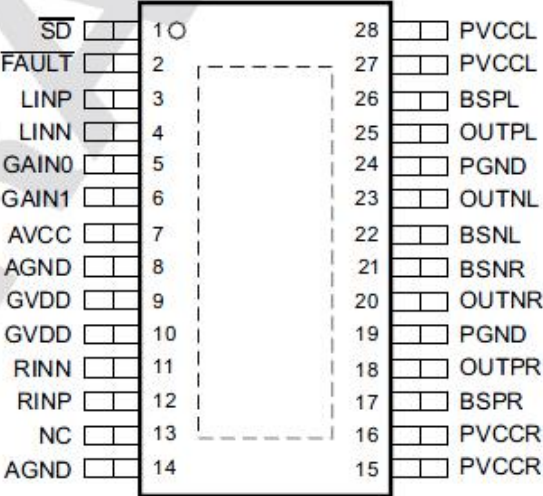 SD 1 28 PVCCL
FAULT 2 27 PVCCL
LINP 3 26 BSPL
LINN 4 25 OUTPL
GAIN0 5 24 PGND
GAIN1 6 23 OUTNL
AVCC 7 22 BSNL
AGND 8 21 BSNR
GVDD 9 20 OUTNR
GVDD 10 19 PGND
RINN 11 18 OUTPR
RINP 12 17 BSPR
NC 13 16 PVCCR
AGND 14 15 PVCCR